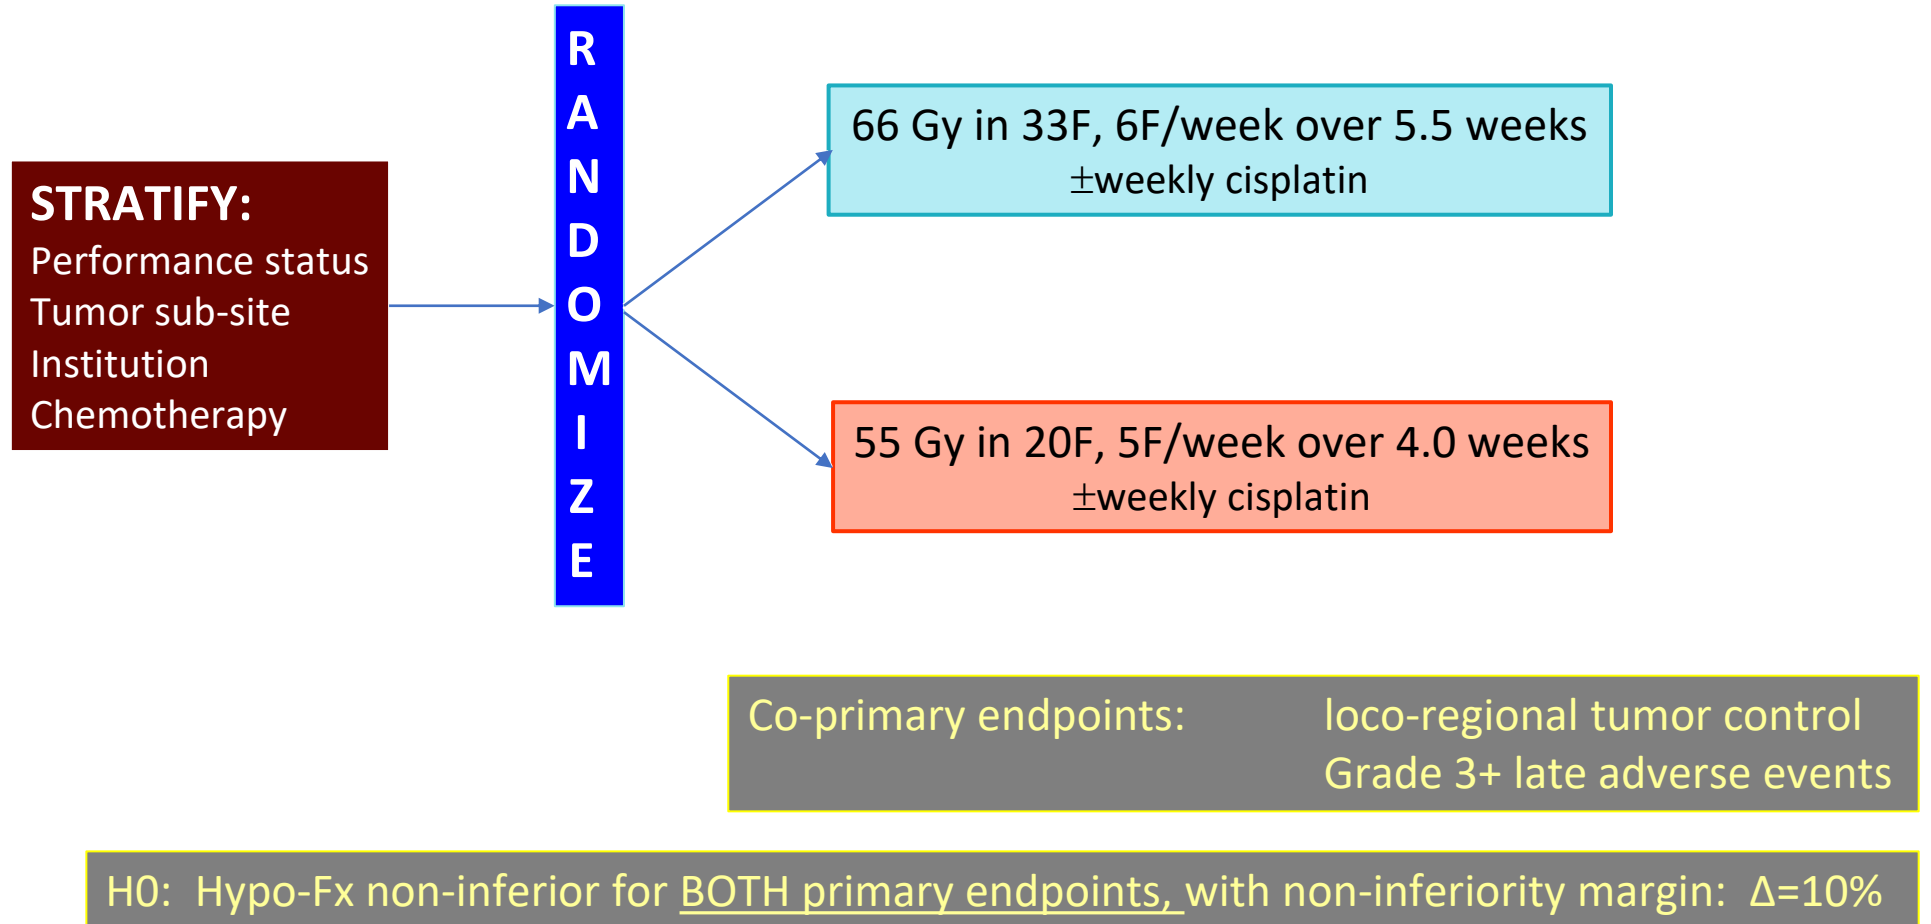 STRATIFY:
Performance status
Tumor sub-site
Institution
Chemotherapy
R
A
N
D
O
M
I
Z
E
66 Gy in 33F, 6F/week over 5.5 weeks
±weekly cisplatin
55 Gy in 20F, 5F/week over 4.0 weeks
±weekly cisplatin
Co-primary endpoints: loco-regional tumor control
Grade 3+ late adverse events
H0: Hypo-Fx non-inferior for BOTH primary endpoints, with non-inferiority margin: Δ=10%